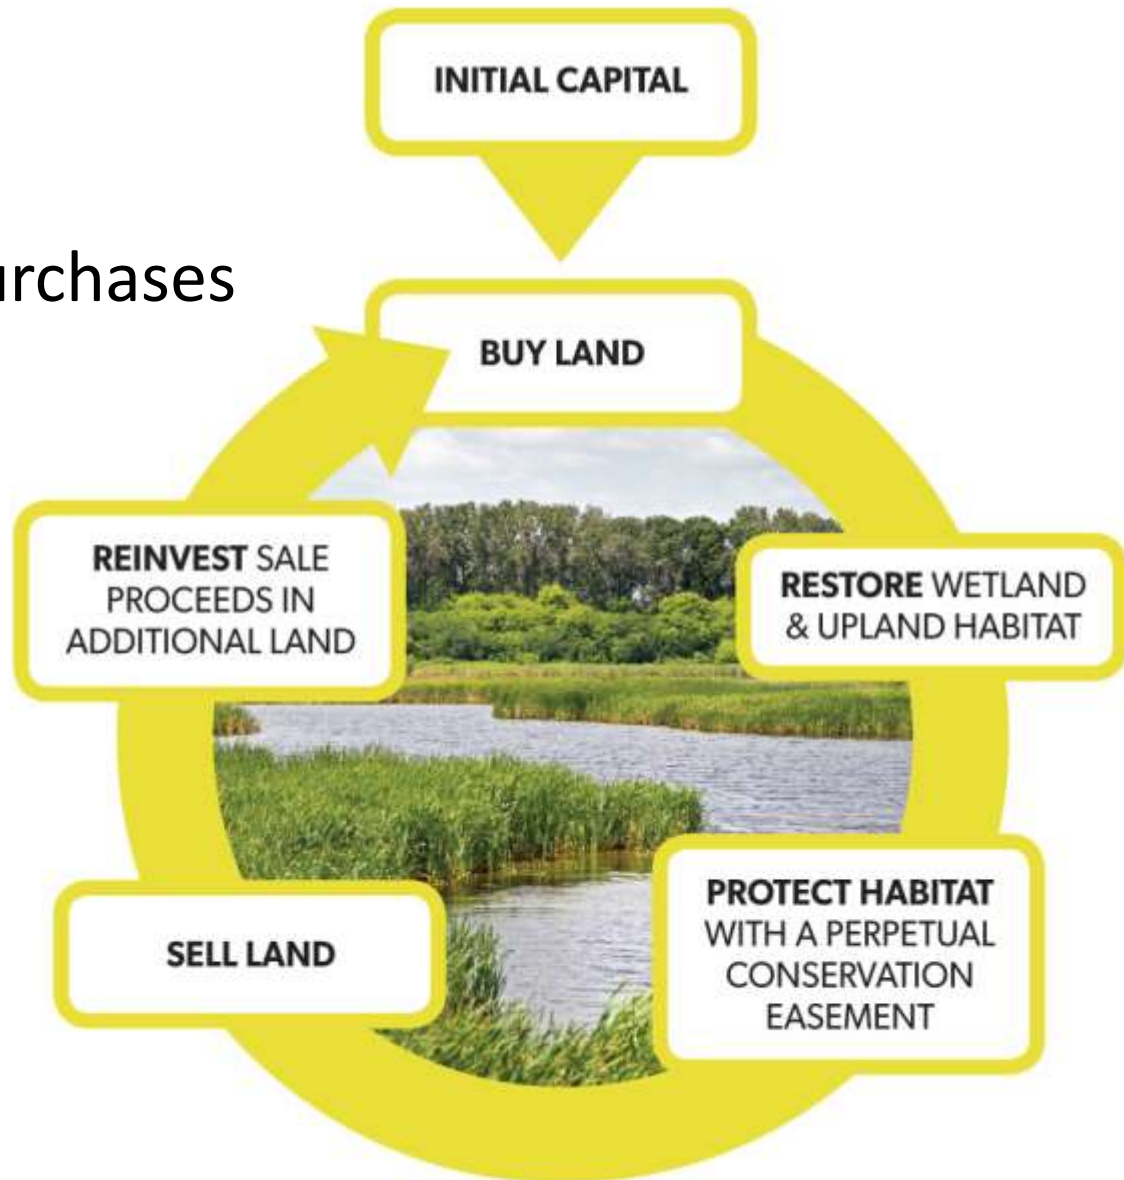 INITIAL CAPITAL
BUY LAND
RESTORE WETLAND
& UPLAND HABITAT
PROTECT HABITAT
WITH A PERPETUAL
CONSERVATION
EASEMENT
SELL LAND
REINVEST SALE
PROCEEDS IN
ADDITIONAL LAND